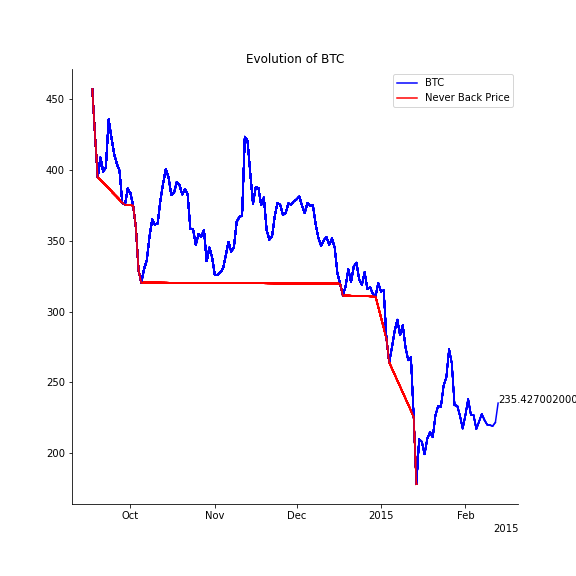 Evolution of BTC
BTC
Never Back Price
450
400
350
300
250
200
235.427002000
Oct
Nov
Dec
2015
Feb
2015